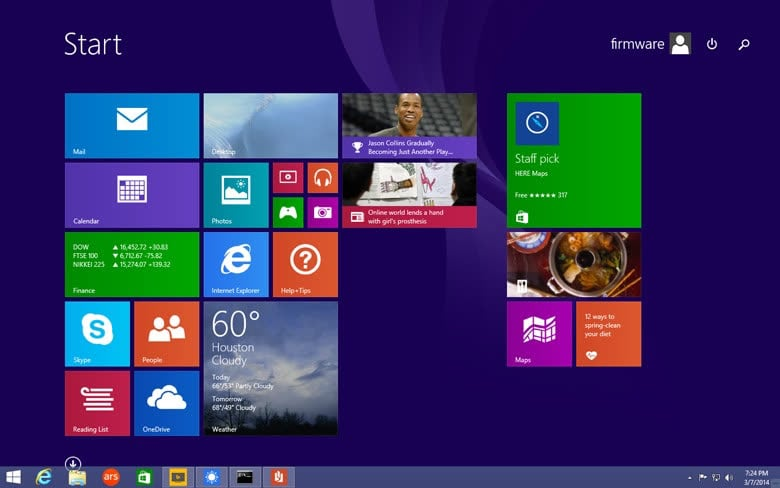 Start
firmware
Mail
Desktop
Jason Collins Gradually
Becoming Just Another Play...
Staff pick
HERE Maps
Free ★★★★★ 317
Calendar
Photos
Online world lends a hand
with girl's prosthesis
DOW ▲ 16,452.72 +30.83
FTSE 100 ▼ 6,712.67 -75.82
NIKKEI 225 ▲ 15,274.07 +139.32
Finance
Internet Explorer
Help+Tips
Skype
People
60°
Houston
Cloudy
Today
66°/53° Partly Cloudy
Tomorrow
68°/49° Cloudy
Weather
Maps
12 ways to
spring-clean
your diet
Reading List
OneDrive
ars
7:24 PM
3/7/2014